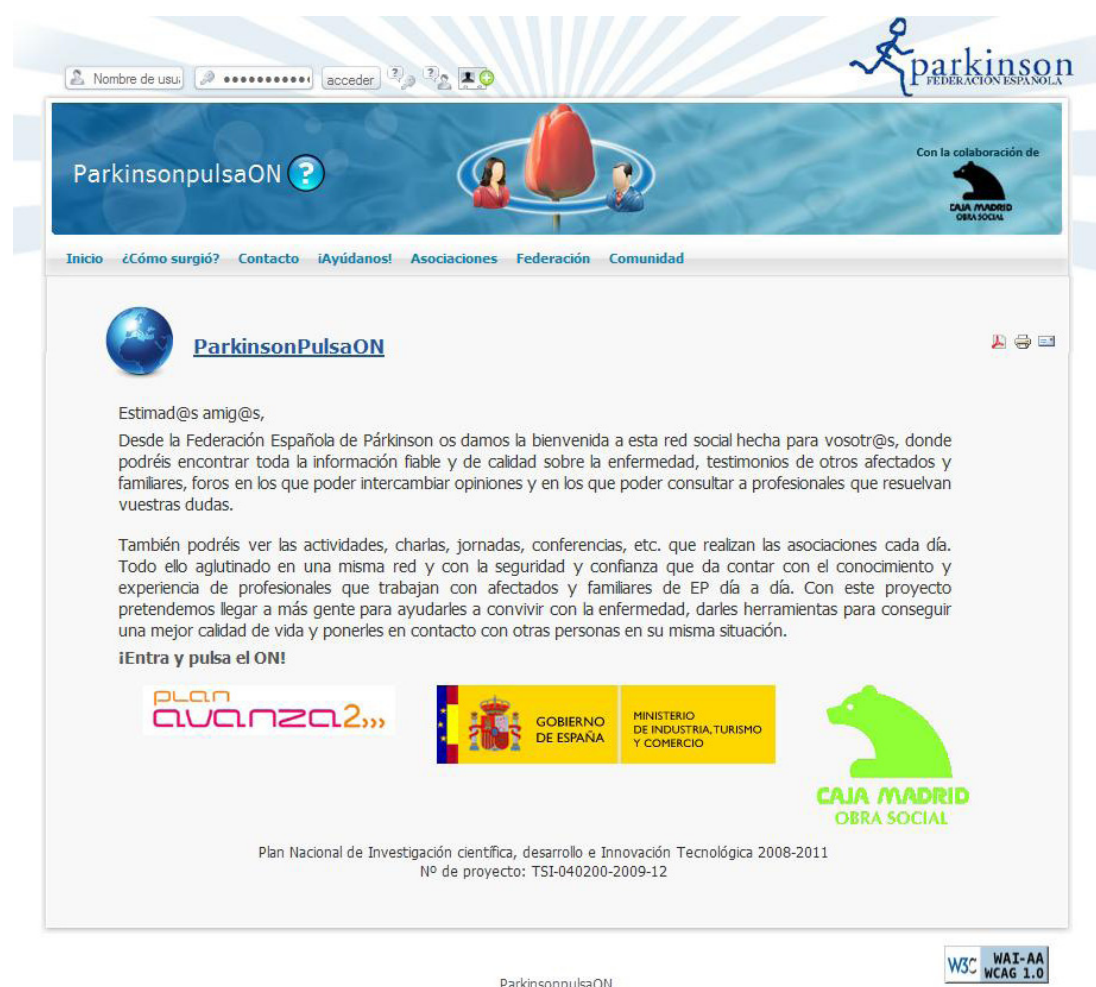 Nombre de usu
acceder
parkinson
FEDERACIÓN ESPAÑOLA
ParkinsonpulsaON ?
Con la colaboración de
CAJA MADRID
OBRA SOCIAL
Inicio ¿Cómo surgió? Contacto ¡Ayúdanos! Asociaciones Federación Comunidad
ParkinsonPulsaON
Estimad@s amig@s,
Desde la Federación Española de Párkinson os damos la bienvenida a esta red social hecha para vosotr@s, donde
podréis encontrar toda la información fiable y de calidad sobre la enfermedad, testimonios de otros afectados y
familiares, foros en los que poder intercambiar opiniones y en los que poder consultar a profesionales que resuelvan
vuestras dudas.
También podréis ver las actividades, charlas, jornadas, conferencias, etc. que realizan las asociaciones cada día.
Todo ello aglutinado en una misma red y con la seguridad y confianza que da contar con el conocimiento y
experiencia de profesionales que trabajan con afectados y familiares de EP día a día. Con este proyecto
pretendemos llegar a más gente para ayudarles a convivir con la enfermedad, darles herramientas para conseguir
una mejor calidad de vida y ponerles en contacto con otras personas en su misma situación.
¡Entra y pulsa el ON!
PLAN
avanza2>>>
GOBIERNO
DE ESPAÑA
MINISTERIO
DE INDUSTRIA, TURISMO
Y COMERCIO
CAJA MADRID
OBRA SOCIAL
Plan Nacional de Investigación científica, desarrollo e Innovación Tecnológica 2008-2011
Nº de proyecto: TSI-040200-2009-12
W3C WAI-AA
WCAG 1.0
ParkinsonpulsaON